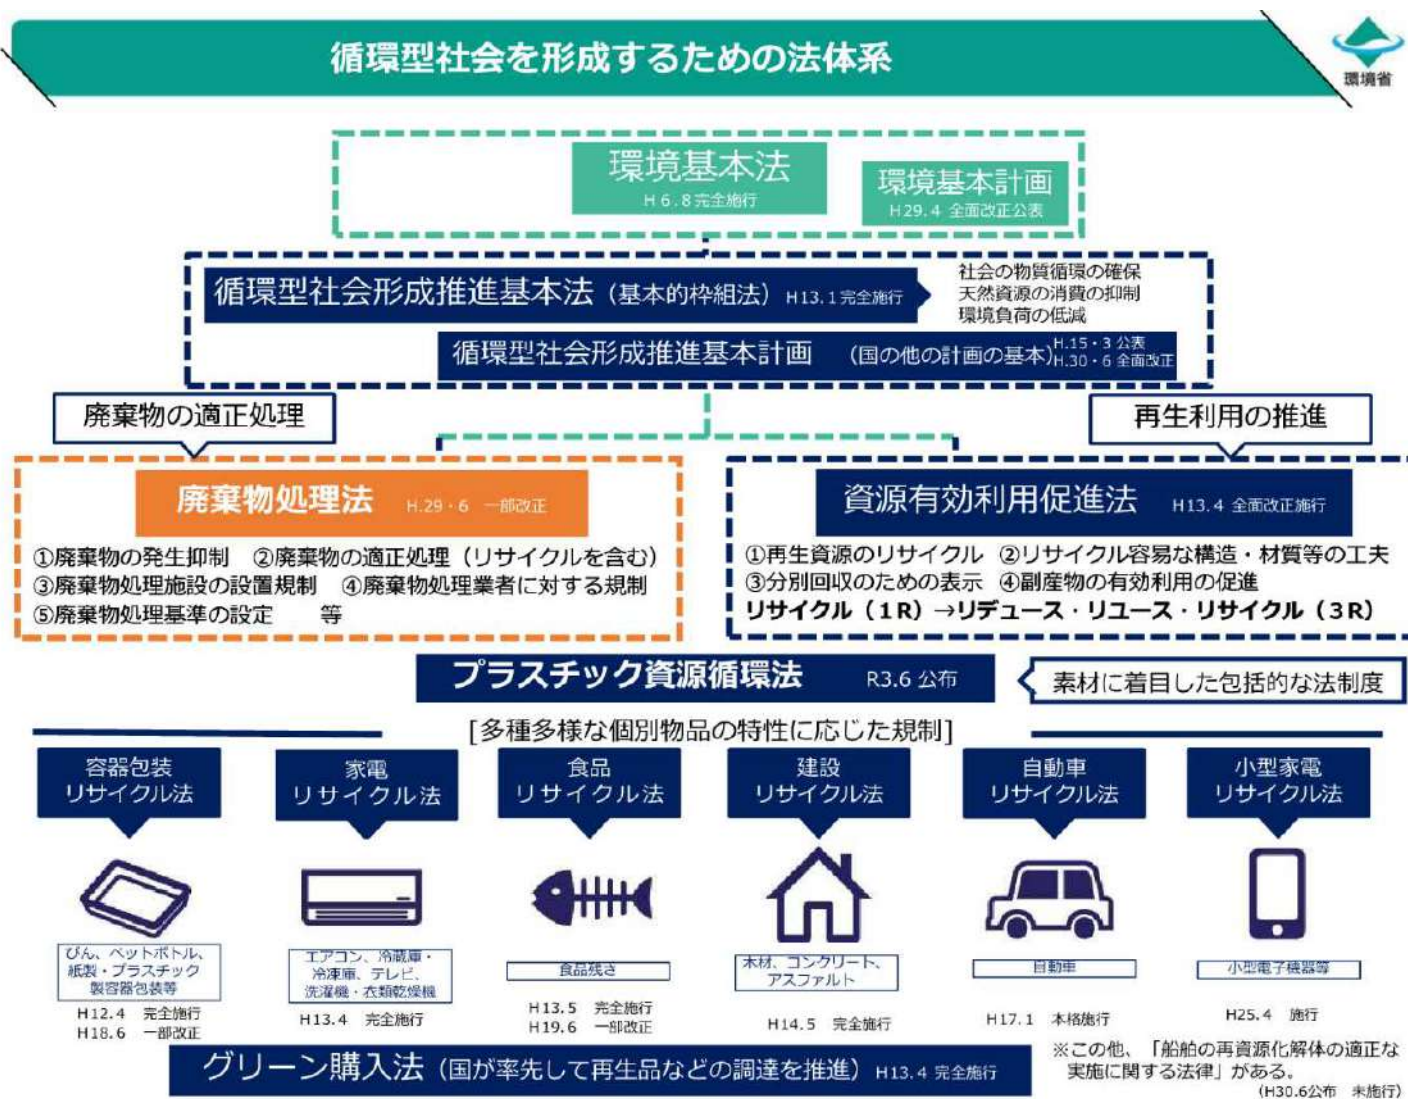 循環型社会を形成するための法体系
環境省
環境基本法
H 6.8 完全施行
環境基本計画
H29.4 全面改正公表
循環型社会形成推進基本法（基本的枠組法） H13.1 完全施行
社会の物質循環の確保
天然資源の消費の抑制
環境負荷の低減
循環型社会形成推進基本計画 （国の他の計画の基本）
H.15・3 公表
H.30・6 全面改正
廃棄物の適正処理
再生利用の推進
廃棄物処理法 H.29・6 一部改正
①廃棄物の発生抑制 ②廃棄物の適正処理（リサイクルを含む）
③廃棄物処理施設の設置規制 ④廃棄物処理業者に対する規制
⑤廃棄物処理基準の設定 等
資源有効利用促進法 H13.4 全面改正施行
①再生資源のリサイクル ②リサイクル容易な構造・材質等の工夫
③分別回収のための表示 ④副産物の有効利用の促進
リサイクル（１R）→リデュース・リユース・リサイクル（３R）
プラスチック資源循環法 R3.6 公布
素材に着目した包括的な法制度
[多種多様な個別物品の特性に応じた規制]
容器包装
リサイクル法
びん、ペットボトル、
紙製・プラスチック
製容器包装等
H12.4 完全施行
H18.6 一部改正
家電
リサイクル法
エアコン、冷蔵庫・
冷凍庫、テレビ、
洗濯機・衣類乾燥機
H13.4 完全施行
食品
リサイクル法
食品残さ
H13.5 完全施行
H19.6 一部改正
建設
リサイクル法
木材、コンクリート、
アスファルト
H14.5 完全施行
自動車
リサイクル法
自動車
H17.1 本格施行
小型家電
リサイクル法
小型電子機器等
H25.4 施行
グリーン購入法（国が率先して再生品などの調達を推進） H13.4 完全施行
※この他、「船舶の再資源化解体の適正な
実施に関する法律」がある。
（H30.6公布 未施行）